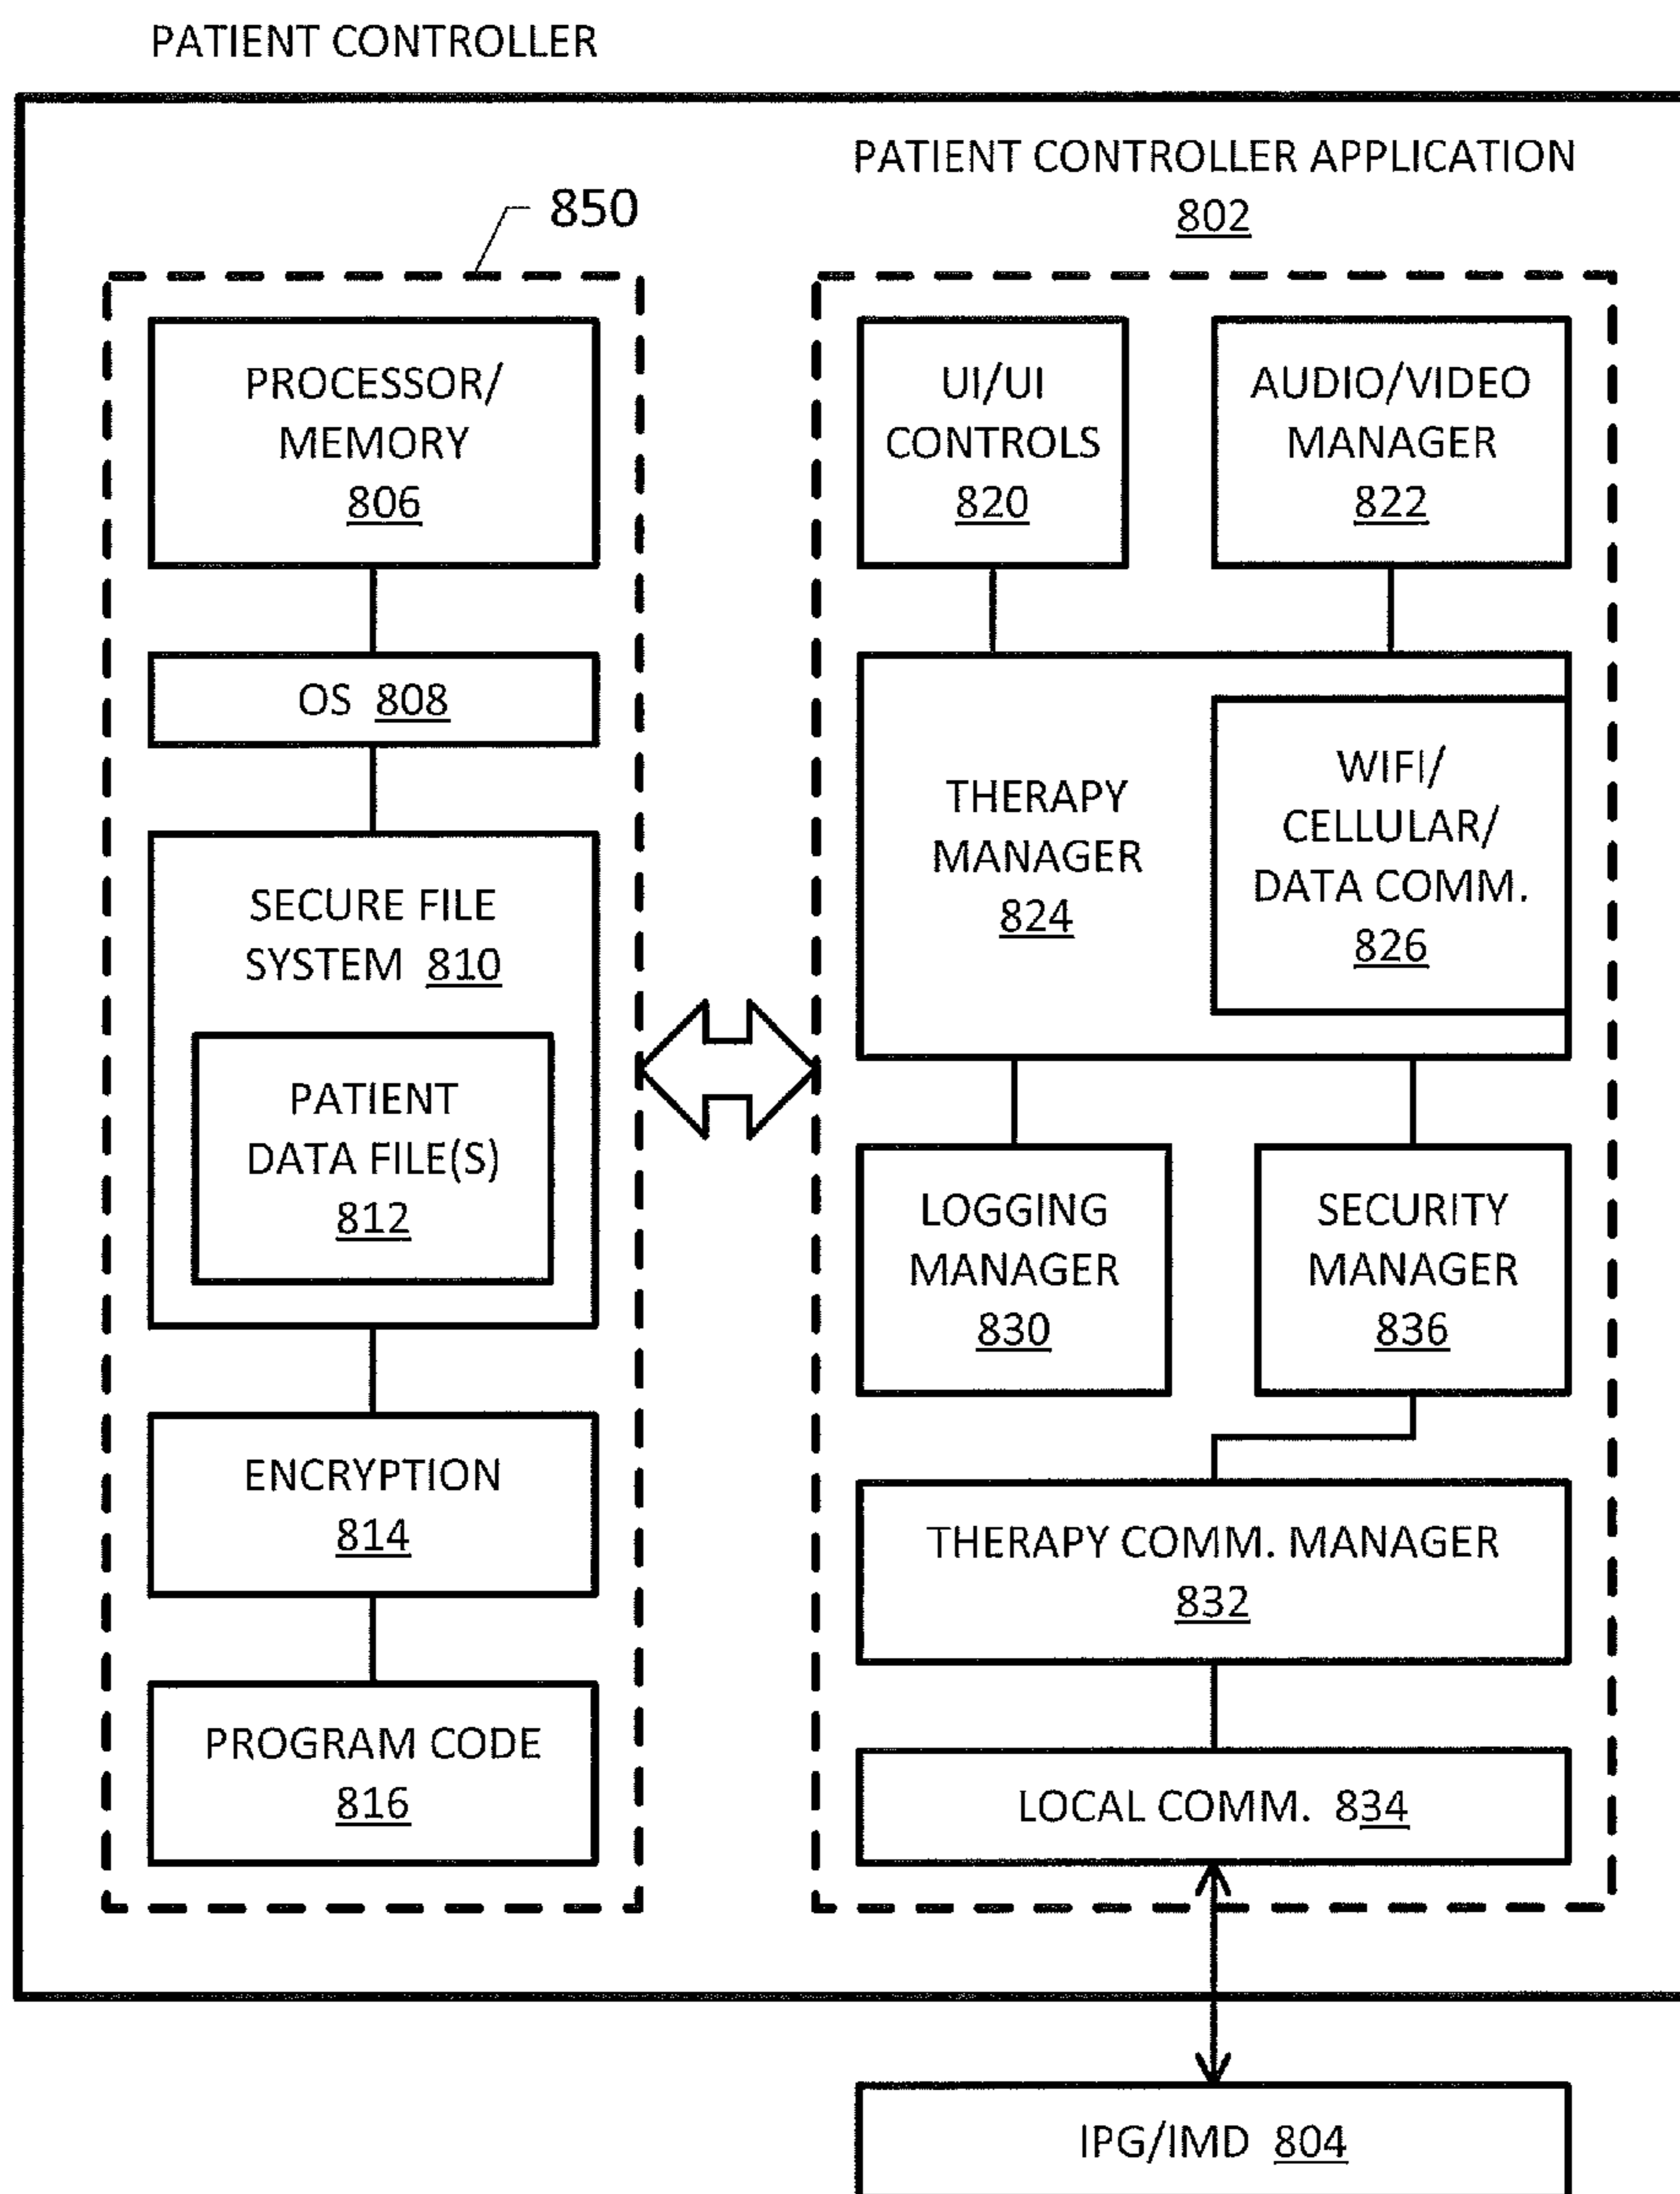 PATIENT CONTROLLER
PATIENT CONTROLLER APPLICATION
802
850
PROCESSOR/
MEMORY
806
OS 808
SECURE FILE
SYSTEM 810
PATIENT
DATA FILE(S)
812
ENCRYPTION
814
PROGRAM CODE
816
UI/UI
CONTROLS
820
AUDIO/VIDEO
MANAGER
822
THERAPY
MANAGER
824
WIFI/
CELLULAR/
DATA COMM.
826
LOGGING
MANAGER
830
SECURITY
MANAGER
836
THERAPY COMM. MANAGER
832
LOCAL COMM. 834
IPG/IMD 804